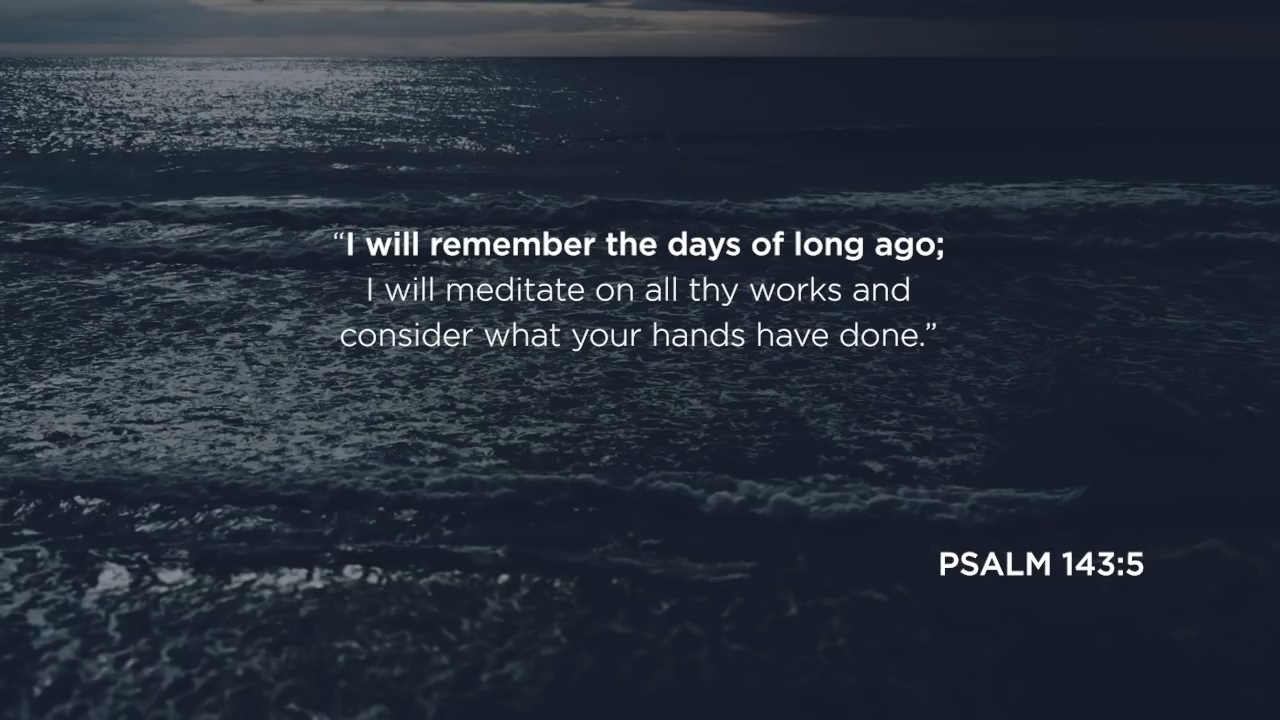 “I will remember the days of long ago;
I will meditate on all thy works and
consider what your hands have done.”
PSALM 143:5